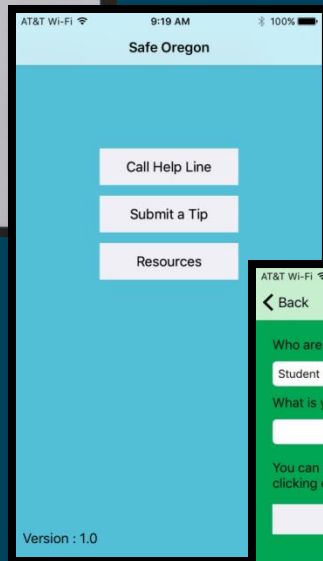 AT&T Wi-Fi 9:19 AM 100%
Safe Oregon
Call Help Line
Submit a Tip
Resources
Version : 1.0
AT&T Wi-Fi
Back
Who are
Student
What is
You can
clicking